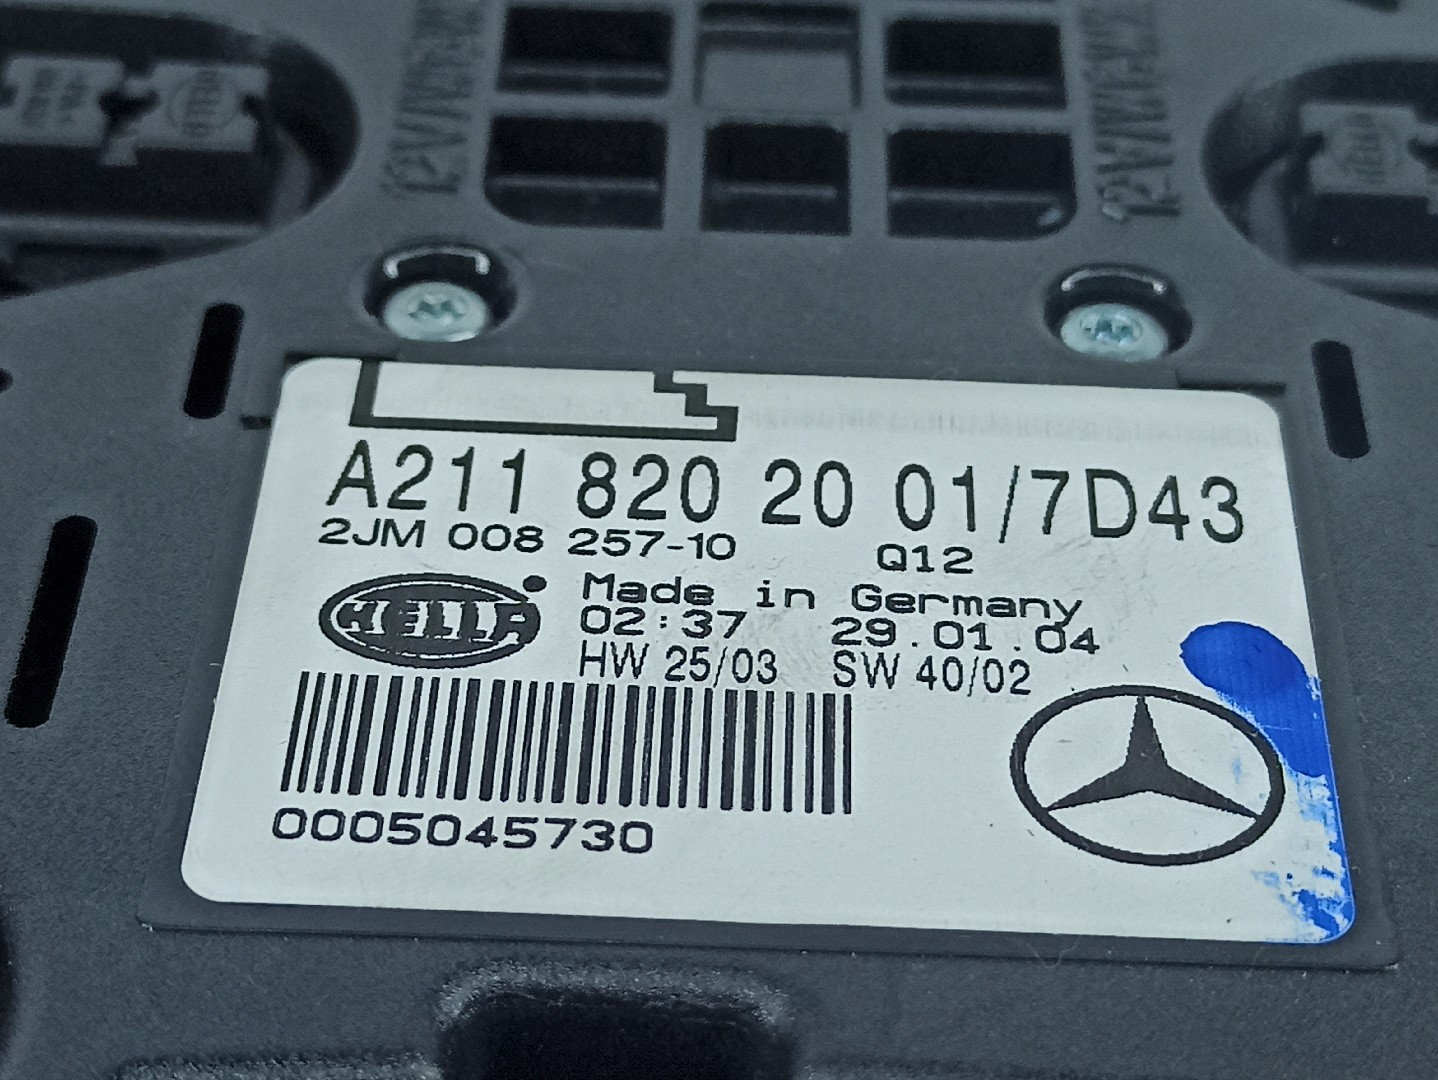 A211 820 20 01/7D43
2JM 008 257-10 Q12
HELLA
Made in Germany
02:37 29.01.04
HW 25/03 SW 40/02
0005045730